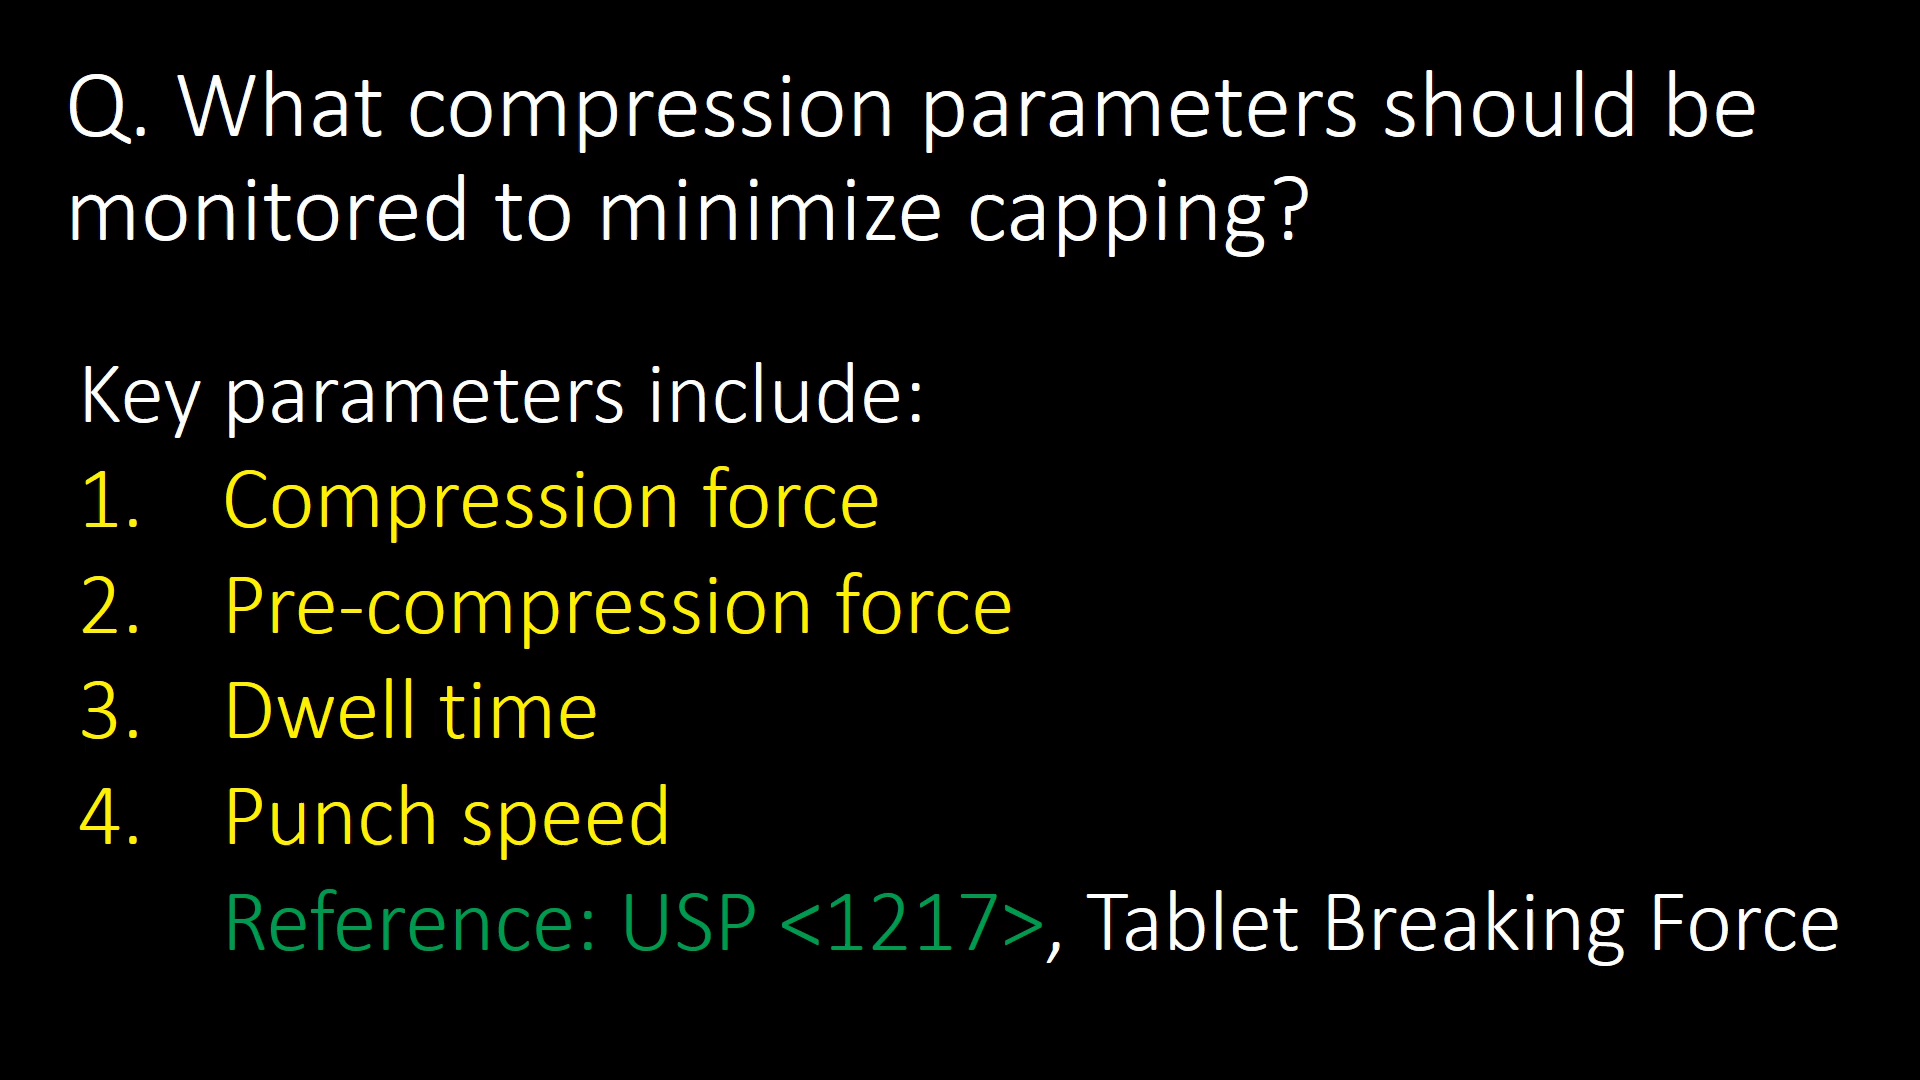 Q. What compression parameters should be
monitored to minimize capping?
Key parameters include:
1. Compression force
2. Pre-compression force
3. Dwell time
4. Punch speed
Reference: USP <1217>, Tablet Breaking Force